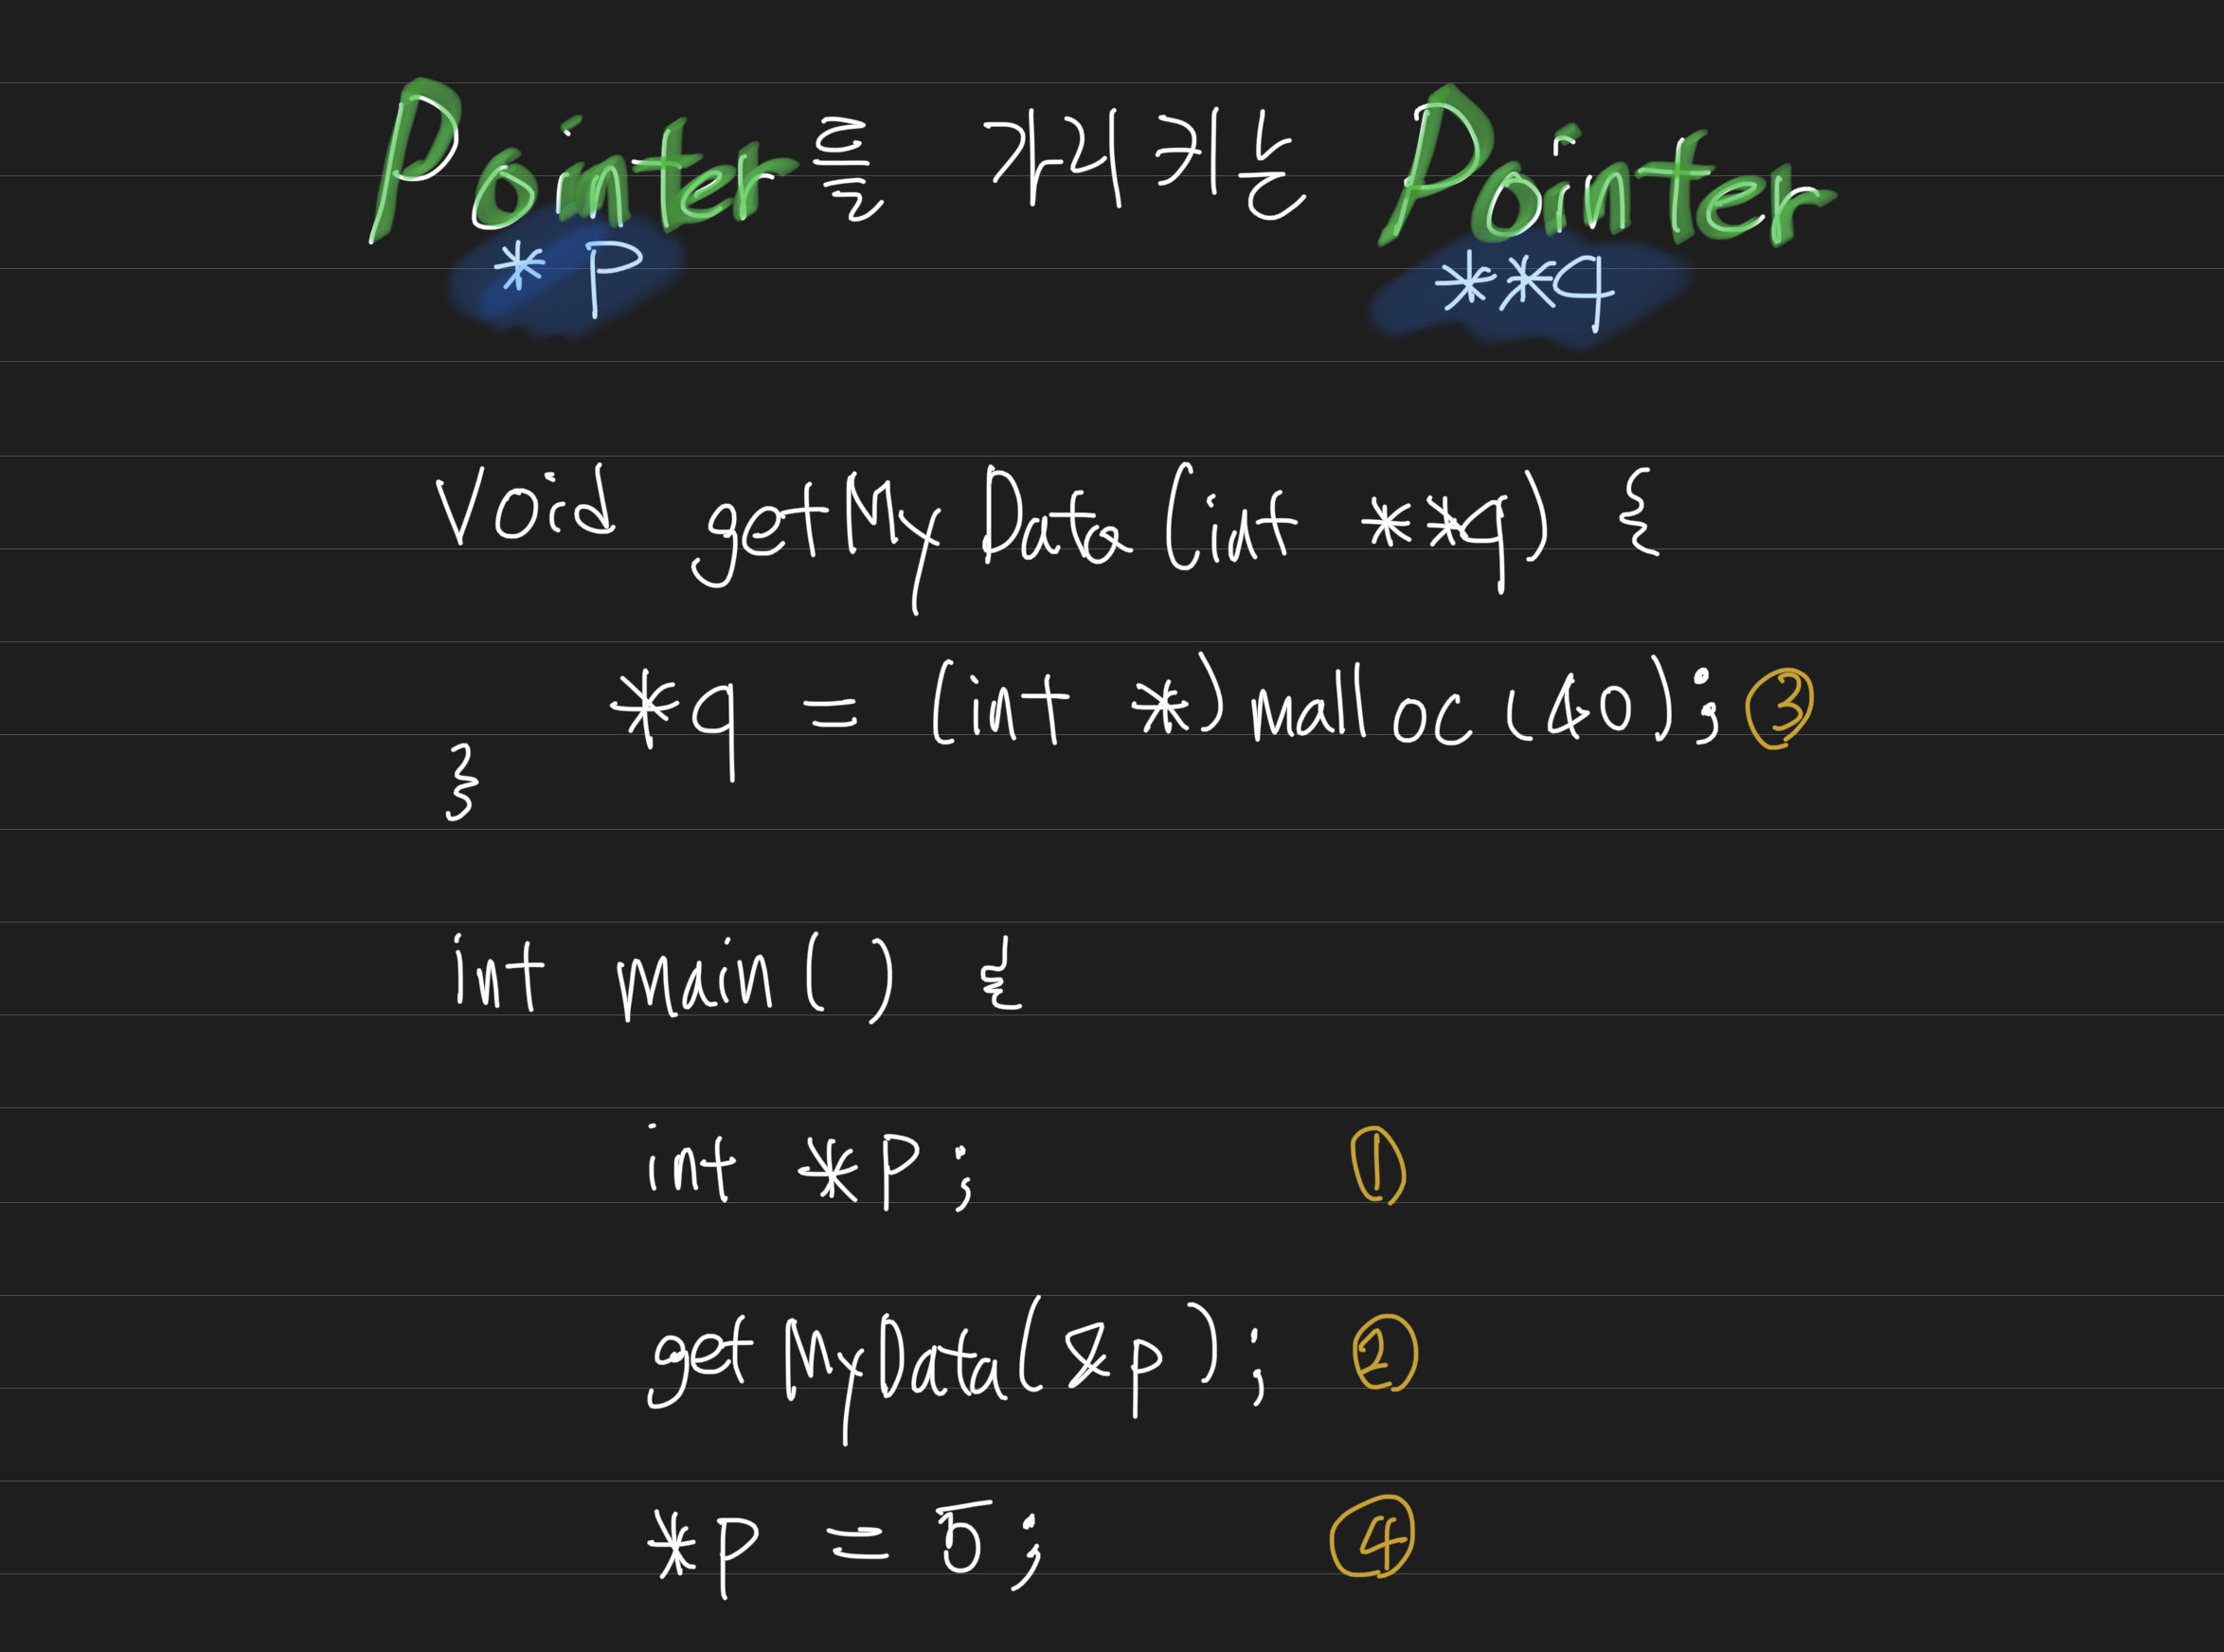 Pointer를 가리키는 Pointer
*p **q
Void getMyData(int **q) {
*q = (int *)malloc(40); ③
}
int main() {
int *p; ①
getMyData(&p); ②
*p = 5; ④